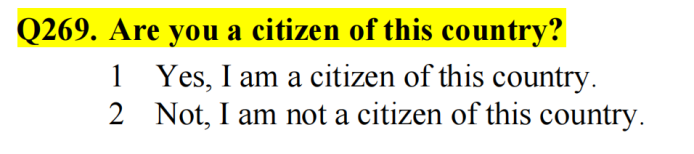 Q269. Are you a citizen of this country?
1 Yes, I am a citizen of this country.
2 Not, I am not a citizen of this country.